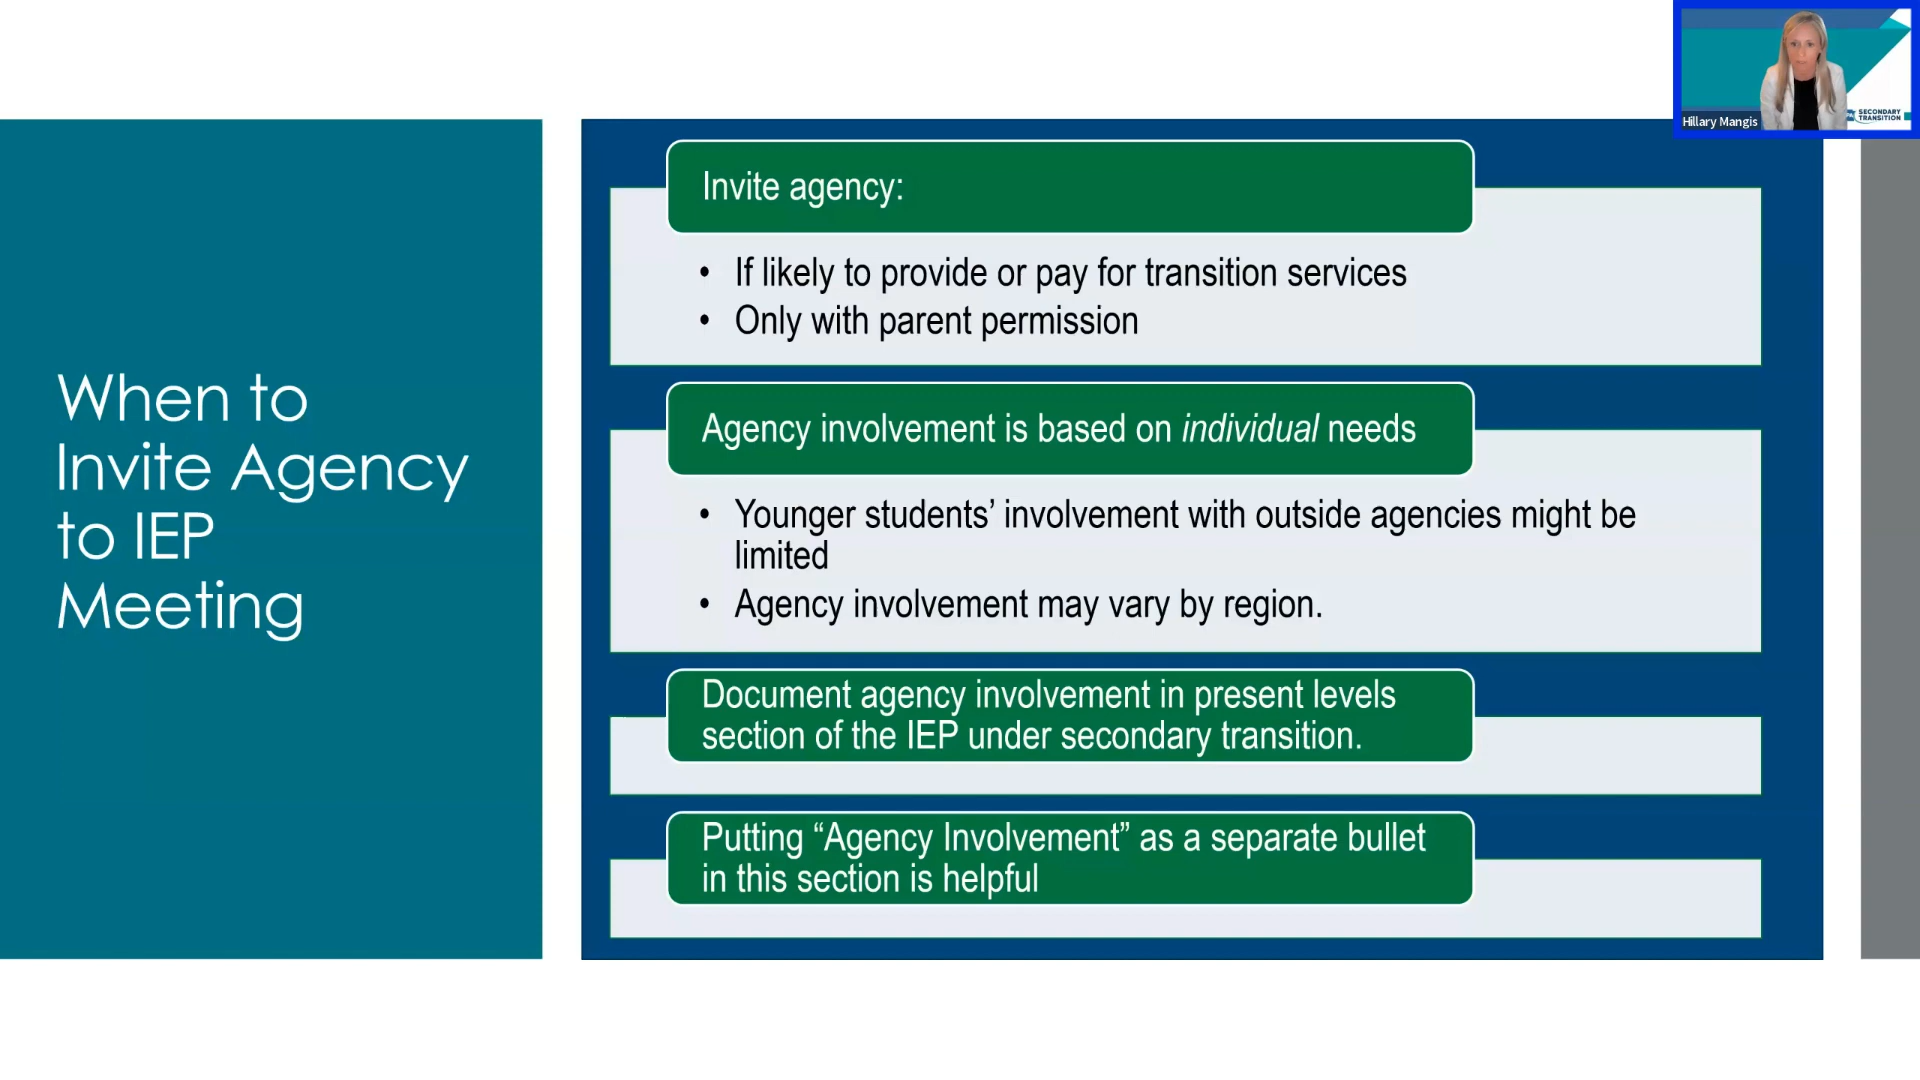 When to
Invite Agency
to IEP
Meeting
Invite agency:
• If likely to provide or pay for transition services
• Only with parent permission
Agency involvement is based on individual needs
• Younger students’ involvement with outside agencies might be
limited
• Agency involvement may vary by region.
Document agency involvement in present levels
section of the IEP under secondary transition.
Putting “Agency Involvement” as a separate bullet
in this section is helpful
SECONDARY
TRANSITION
Hillary Mangis